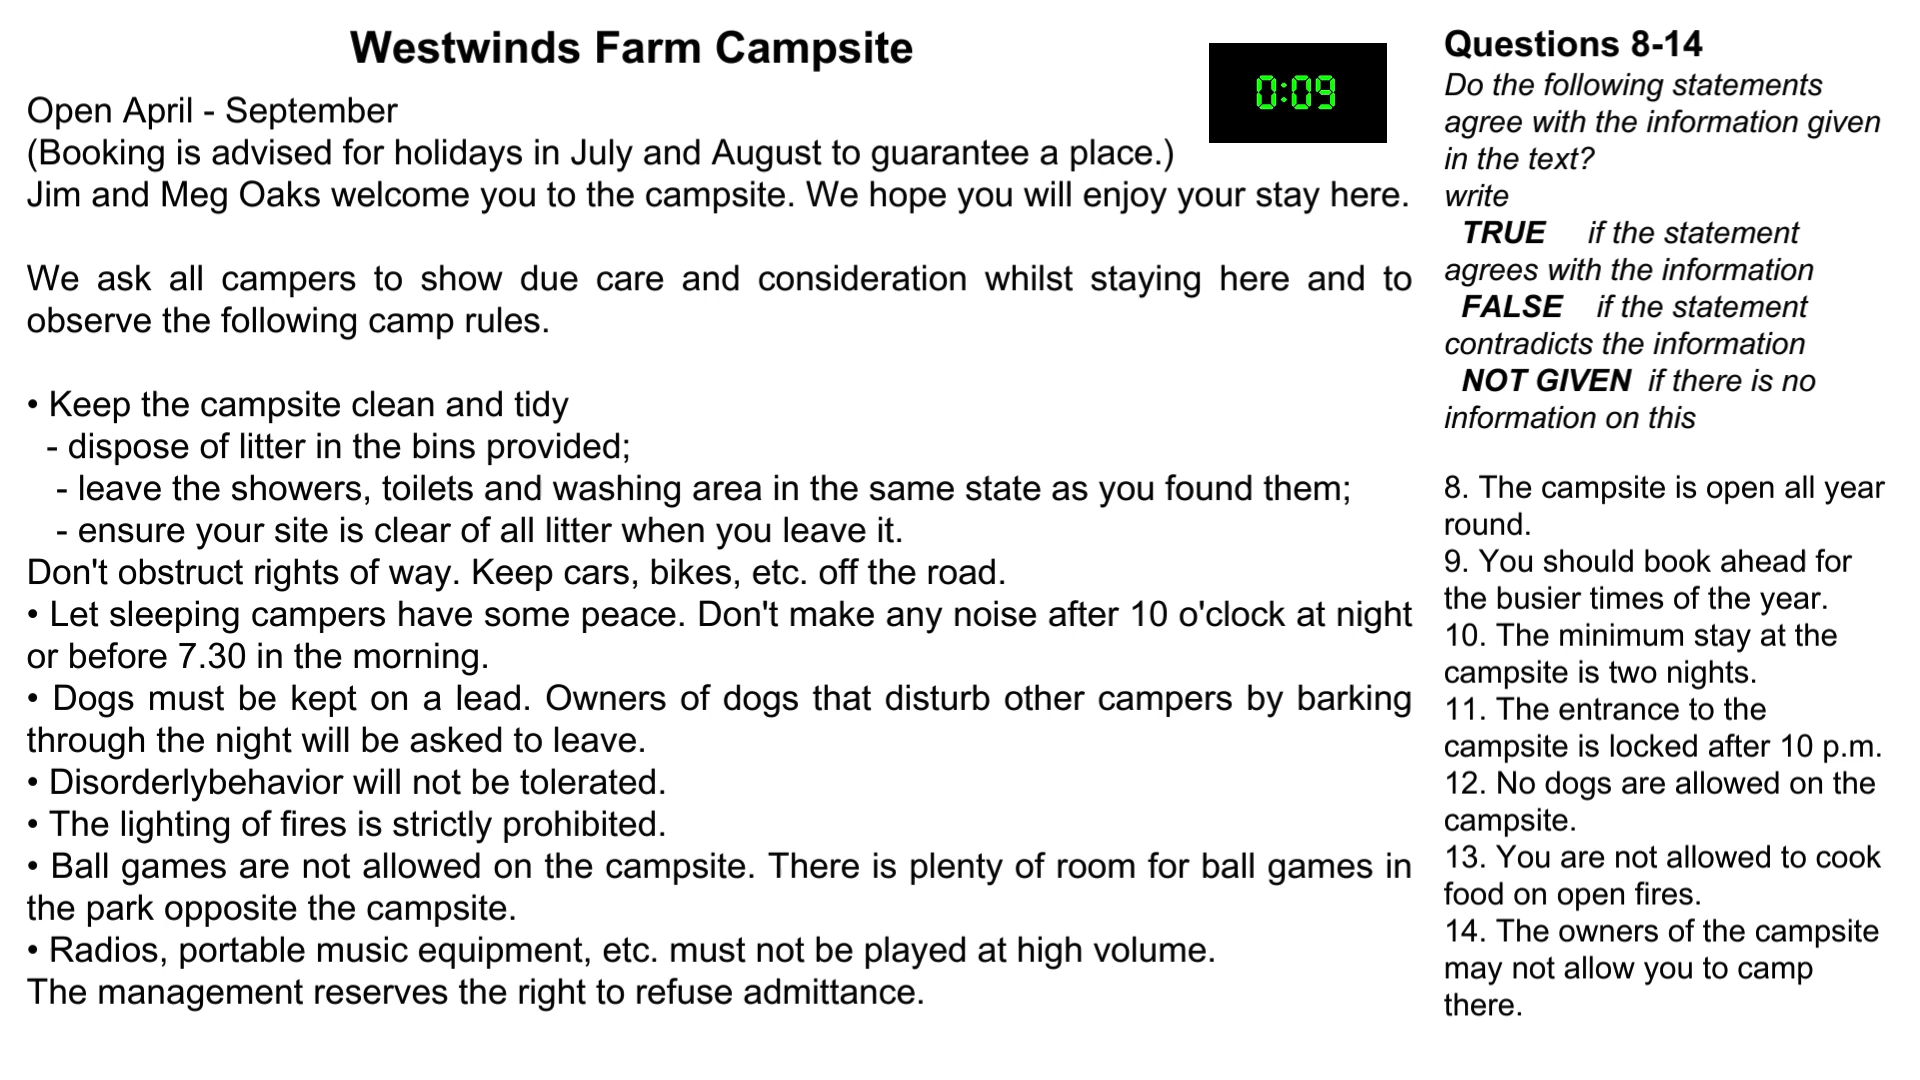 Westwinds Farm Campsite
0:09
Open April - September
(Booking is advised for holidays in July and August to guarantee a place.)
Jim and Meg Oaks welcome you to the campsite. We hope you will enjoy your stay here.
We ask all campers to show due care and consideration whilst staying here and to
observe the following camp rules.
• Keep the campsite clean and tidy
- dispose of litter in the bins provided;
- leave the showers, toilets and washing area in the same state as you found them;
- ensure your site is clear of all litter when you leave it.
Don't obstruct rights of way. Keep cars, bikes, etc. off the road.
• Let sleeping campers have some peace. Don't make any noise after 10 o'clock at night
or before 7.30 in the morning.
• Dogs must be kept on a lead. Owners of dogs that disturb other campers by barking
through the night will be asked to leave.
• Disorderlybehavior will not be tolerated.
• The lighting of fires is strictly prohibited.
• Ball games are not allowed on the campsite. There is plenty of room for ball games in
the park opposite the campsite.
• Radios, portable music equipment, etc. must not be played at high volume.
The management reserves the right to refuse admittance.
Questions 8-14
Do the following statements
agree with the information given
in the text?
write
TRUE if the statement
agrees with the information
FALSE if the statement
contradicts the information
NOT GIVEN if there is no
information on this
8. The campsite is open all year
round.
9. You should book ahead for
the busier times of the year.
10. The minimum stay at the
campsite is two nights.
11. The entrance to the
campsite is locked after 10 p.m.
12. No dogs are allowed on the
campsite.
13. You are not allowed to cook
food on open fires.
14. The owners of the campsite
may not allow you to camp
there.